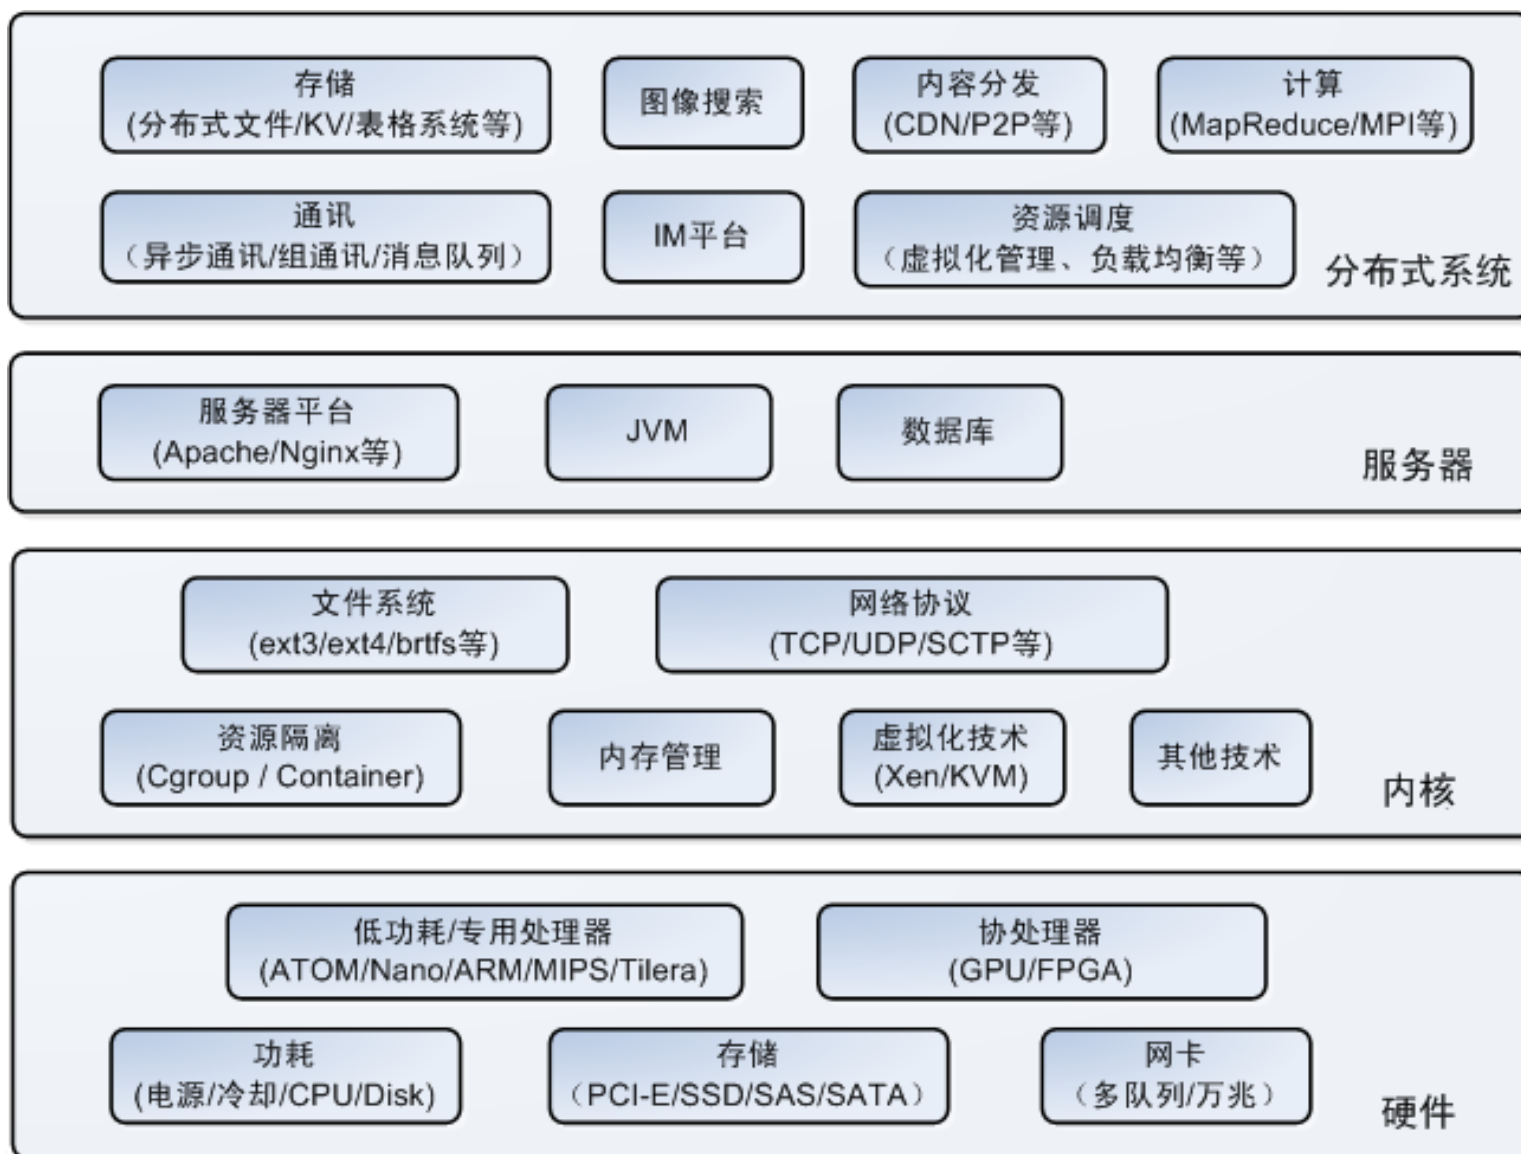 存储
(分布式文件/KV/表格系统等)
图像搜索
内容分发
(CDN/P2P等)
计算
(MapReduce/MPI等)
通讯
（异步通讯/组通讯/消息队列）
IM平台
资源调度
（虚拟化管理、负载均衡等）
分布式系统
服务器平台
(Apache/Nginx等)
JVM
数据库
服务器
文件系统
(ext3/ext4/brtfs等)
网络协议
(TCP/UDP/SCTP等)
资源隔离
(Cgroup / Container)
内存管理
虚拟化技术
(Xen/KVM)
其他技术
内核
低功耗/专用处理器
(ATOM/Nano/ARM/MIPS/Tilera)
协处理器
(GPU/FPGA)
功耗
(电源/冷却/CPU/Disk)
存储
（PCI-E/SSD/SAS/SATA）
网卡
（多队列/万兆）
硬件